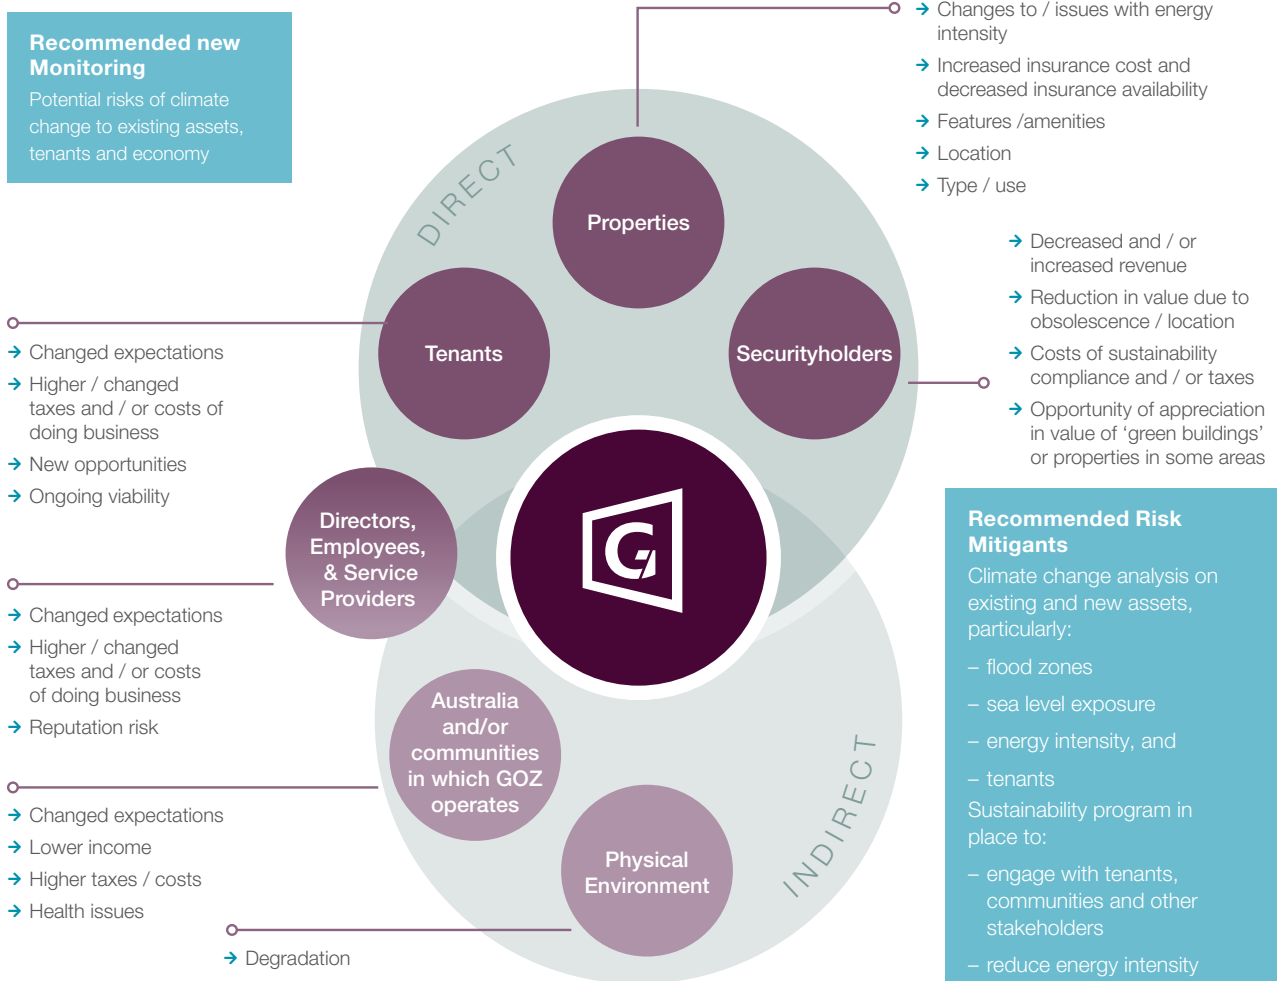 Recommended new
Monitoring
Potential risks of climate
change to existing assets,
tenants and economy
→ Changes to / issues with energy
intensity
→ Increased insurance cost and
decreased insurance availability
→ Features /amenities
→ Location
→ Type / use
DIRECT
Properties
Tenants
Securityholders
→ Decreased and / or
increased revenue
→ Reduction in value due to
obsolescence / location
→ Costs of sustainability
compliance and / or taxes
→ Opportunity of appreciation
in value of ‘green buildings’
or properties in some areas
→ Changed expectations
→ Higher / changed
taxes and / or costs of
doing business
→ New opportunities
→ Ongoing viability
Directors,
Employees,
& Service
Providers
G
→ Changed expectations
→ Higher / changed
taxes and / or costs
of doing business
→ Reputation risk
Australia
and/or
communities
in which GOZ
operates
→ Changed expectations
→ Lower income
→ Higher taxes / costs
→ Health issues
Physical
Environment
INDIRECT
→ Degradation
Recommended Risk
Mitigants
Climate change analysis on
existing and new assets,
particularly:
– flood zones
– sea level exposure
– energy intensity, and
– tenants
Sustainability program in
place to:
– engage with tenants,
communities and other
stakeholders
– reduce energy intensity